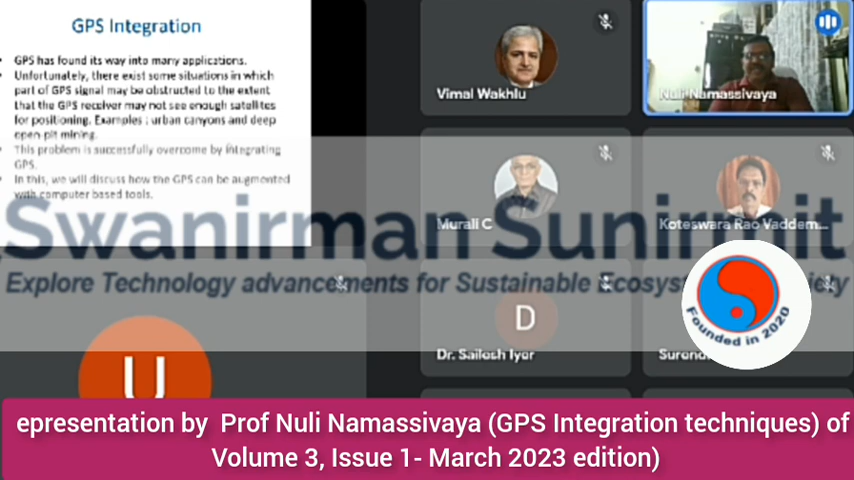 GPS Integration
GPS has found its way into many applications.
Unfortunately, there exist some situations in which
part of GPS signal may be obstructed to the extent
that the GPS receiver may not see enough satellites
for positioning. Examples : urban canyons and deep
open pit mining.
This problem is successfully overcome by integrating
GPS.
In this, we will discuss how the GPS can be augmented
with computer based tools.
Vimal Wakhlu
Nuli Namassivaya
Murali C
Koteswara Rao Vaddem...
Swanirman Sunirmit
Explore Technology advancements for Sustainable Ecosys
iety
D
Dr. Sailesh Iyer
Suren
Founded in 2020
U
epresentation by Prof Nuli Namassivaya (GPS Integration techniques) of
Volume 3, Issue 1- March 2023 edition)